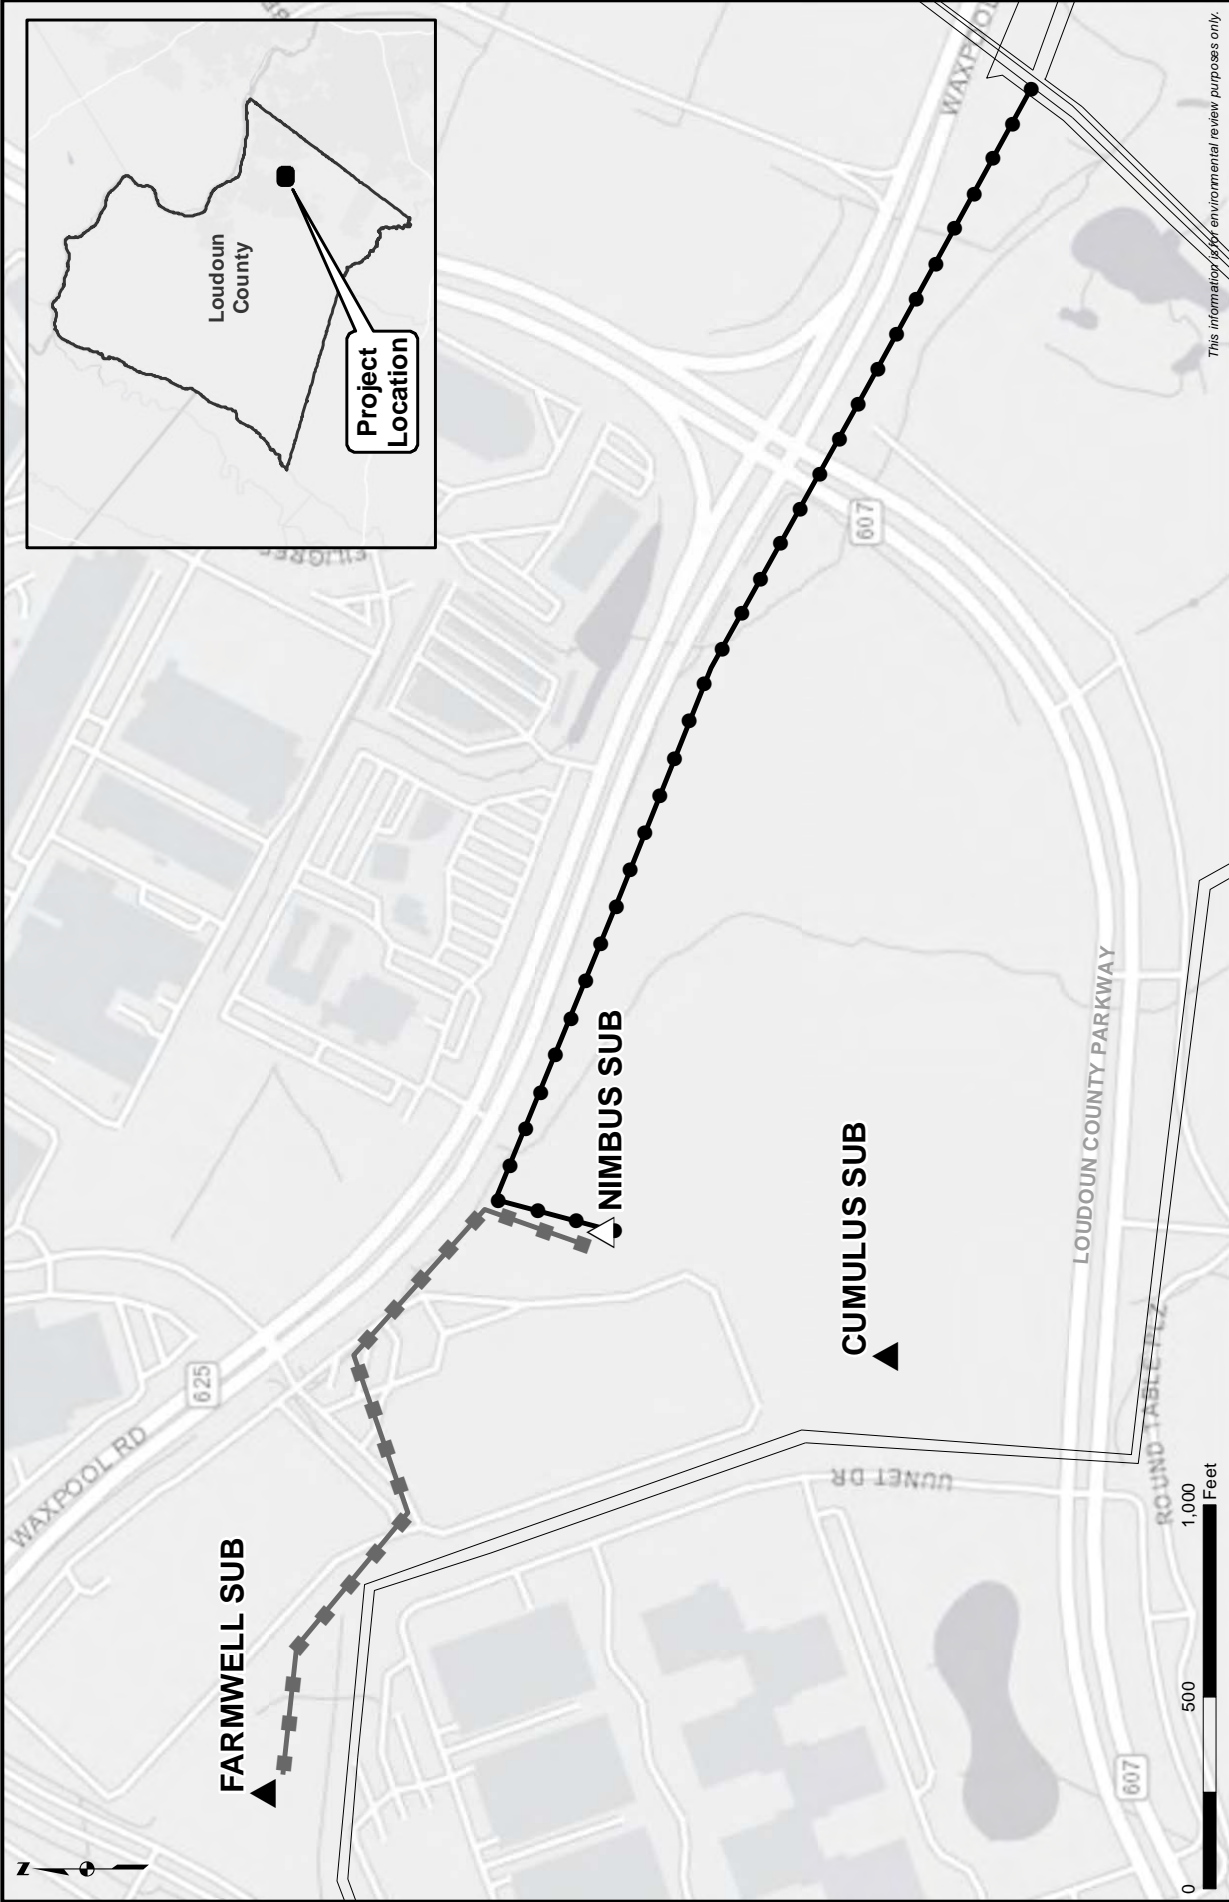 Loudoun
County
Project
Location
FARMWELL SUB
NIMBUS SUB
CUMULUS SUB
WAXPOOL RD
625
WAXPOOL
607
LOUDOUN COUNTY PARKWAY
UUNET DR
ROUND TABLE PLZ
607
N
0
500
1,000
Feet
This information is for environmental review purposes only.